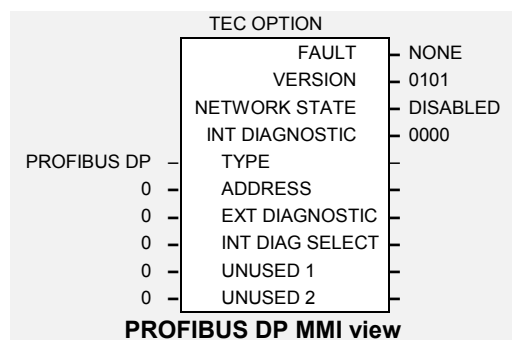 TEC OPTION
FAULT NONE
VERSION 0101
NETWORK STATE DISABLED
INT DIAGNOSTIC 0000
PROFIBUS DP TYPE
0 ADDRESS
0 EXT DIAGNOSTIC
0 INT DIAG SELECT
0 UNUSED 1
0 UNUSED 2
PROFIBUS DP MMI view